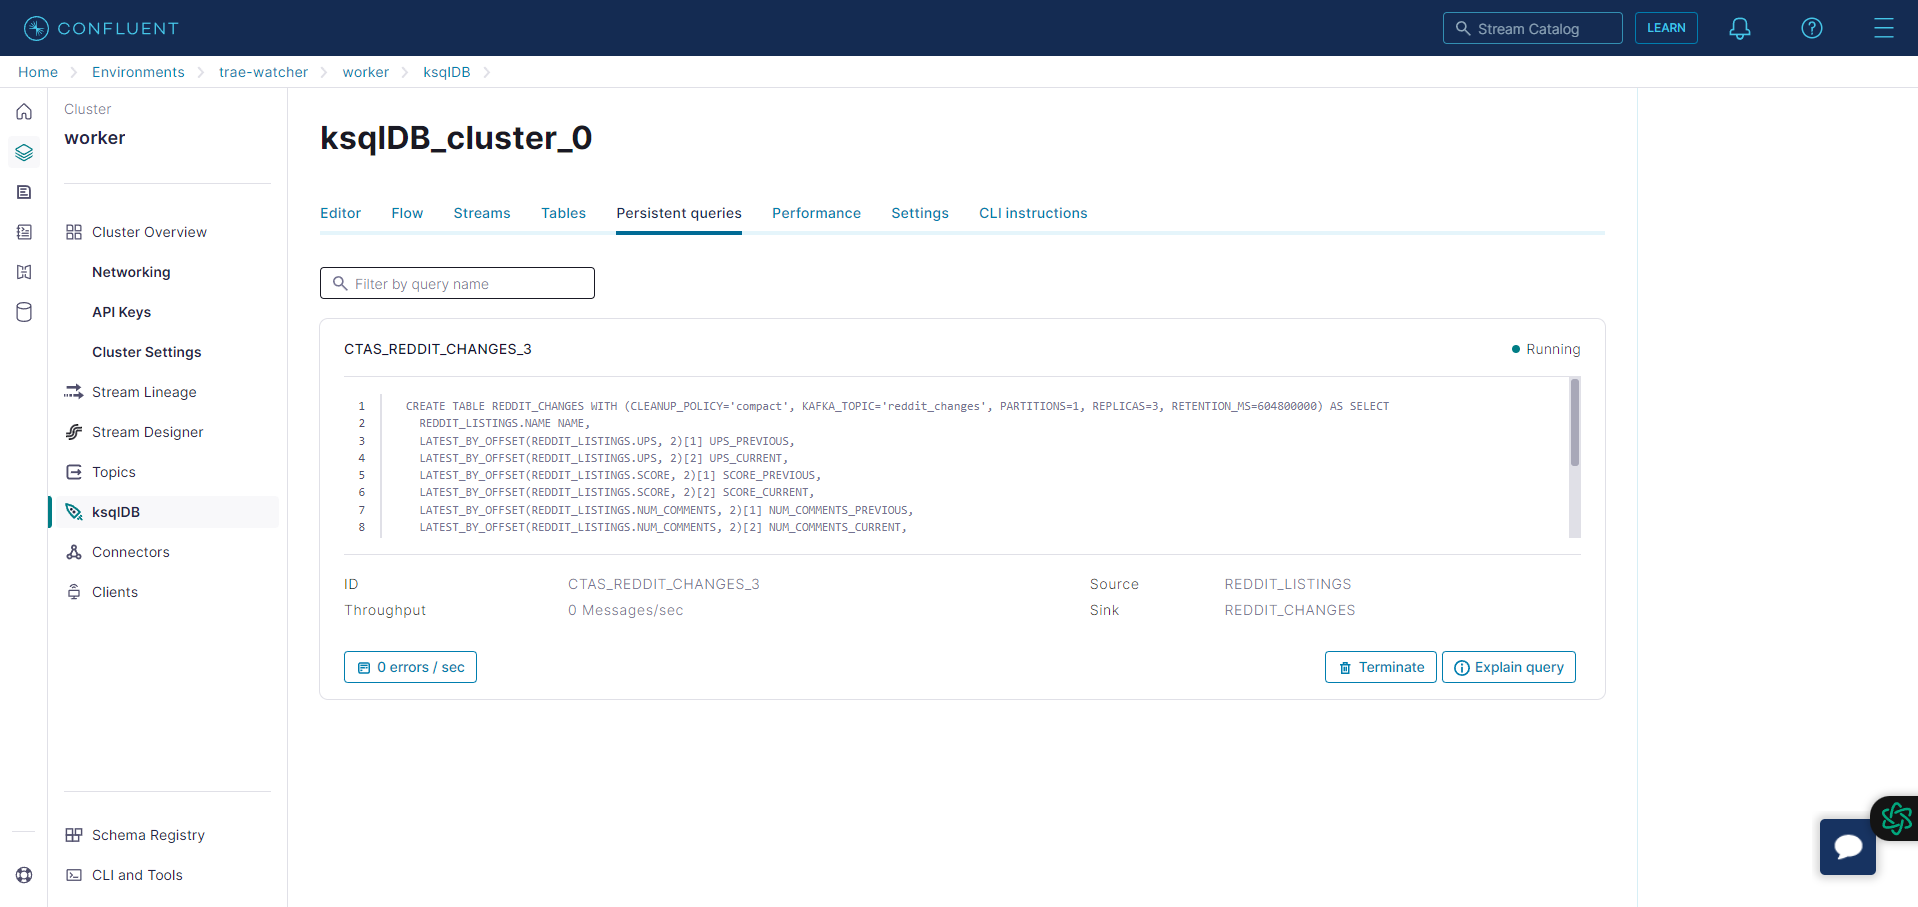 CONFLUENT
Stream Catalog
LEARN
Home
Environments
trae-watcher
worker
ksqlDB
Cluster
worker
Cluster Overview
Networking
API Keys
Cluster Settings
Stream Lineage
Stream Designer
Topics
ksqlDB
Connectors
Clients
Schema Registry
CLI and Tools
ksqlDB_cluster_0
Editor
Flow
Streams
Tables
Persistent queries
Performance
Settings
CLI instructions
Filter by query name
CTAS_REDDIT_CHANGES_3
Running
1 CREATE TABLE REDDIT_CHANGES WITH (CLEANUP_POLICY='compact', KAFKA_TOPIC='reddit_changes', PARTITIONS=1, REPLICAS=3, RETENTION_MS=604800000) AS SELECT
2 REDDIT_LISTINGS.NAME NAME,
3 LATEST_BY_OFFSET(REDDIT_LISTINGS.UPS, 2)[1] UPS_PREVIOUS,
4 LATEST_BY_OFFSET(REDDIT_LISTINGS.UPS, 2)[2] UPS_CURRENT,
5 LATEST_BY_OFFSET(REDDIT_LISTINGS.SCORE, 2)[1] SCORE_PREVIOUS,
6 LATEST_BY_OFFSET(REDDIT_LISTINGS.SCORE, 2)[2] SCORE_CURRENT,
7 LATEST_BY_OFFSET(REDDIT_LISTINGS.NUM_COMMENTS, 2)[1] NUM_COMMENTS_PREVIOUS,
8 LATEST_BY_OFFSET(REDDIT_LISTINGS.NUM_COMMENTS, 2)[2] NUM_COMMENTS_CURRENT,
ID CTAS_REDDIT_CHANGES_3
Source REDDIT_LISTINGS
Throughput 0 Messages/sec
Sink REDDIT_CHANGES
0 errors / sec
Terminate
Explain query